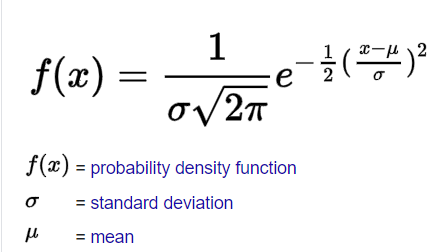 f(x) = 1/(σ√2π) e^(-1/2((x-μ)/σ)^2)
f(x) = probability density function
σ = standard deviation
μ = mean